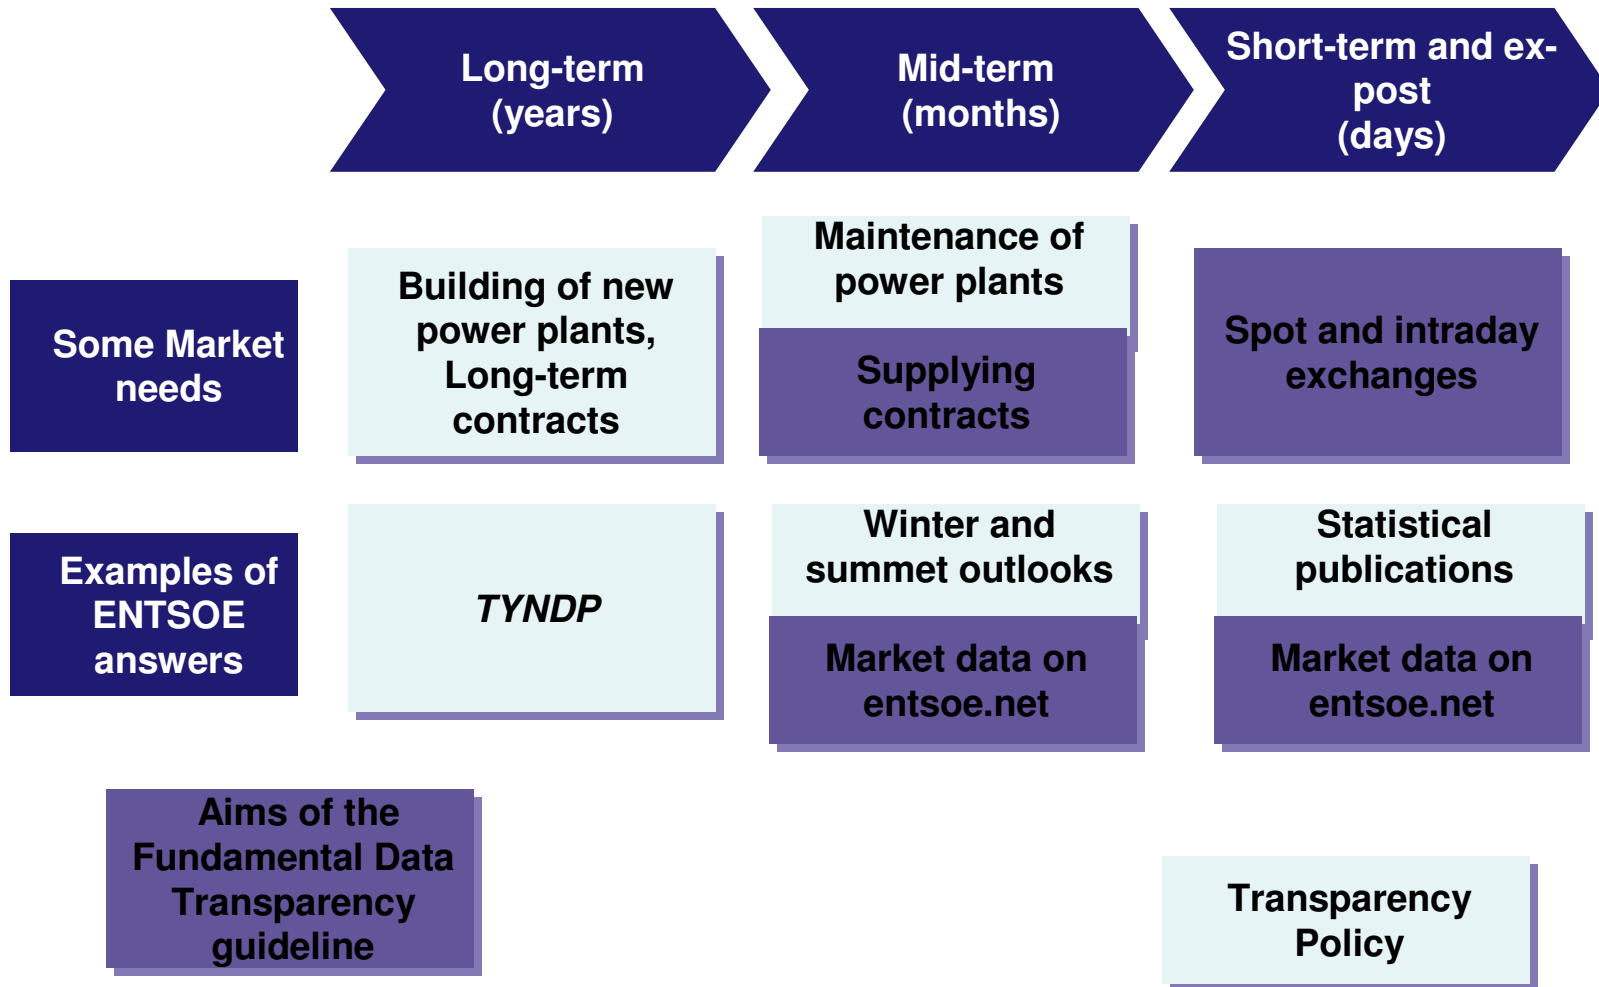 Long-term
(years)
Mid-term
(months)
Short-term and ex-
post
(days)
Some Market
needs
Building of new
power plants,
Long-term
contracts
Maintenance of
power plants
Supplying
contracts
Spot and intraday
exchanges
Examples of
ENTSOE
answers
TYNDP
Winter and
summet outlooks
Market data on
entsoe.net
Statistical
publications
Market data on
entsoe.net
Aims of the
Fundamental Data
Transparency
guideline
Transparency
Policy